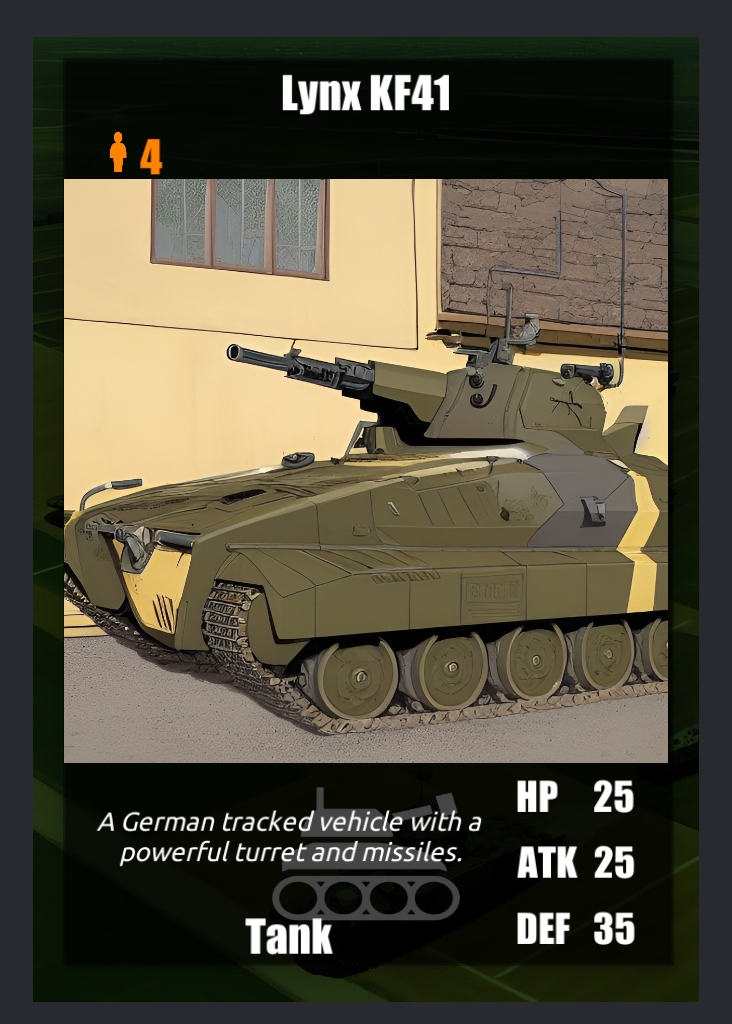 Lynx KF41
4
A German tracked vehicle with a
powerful turret and missiles.
Tank
HP 25
ATK 25
DEF 35